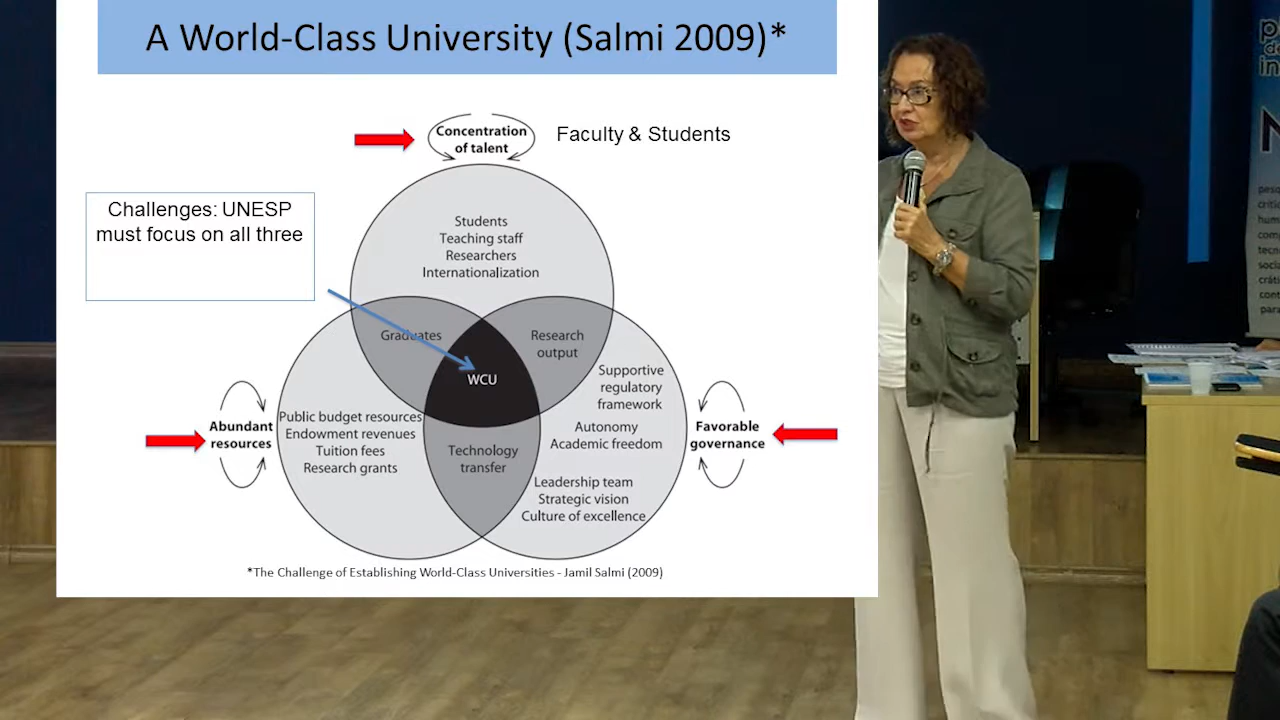 A World-Class University (Salmi 2009)*
Concentration
of talent
Faculty & Students
Challenges: UNESP
must focus on all three
Students
Teaching staff
Researchers
Internationalization
Graduates
Research
output
WCU
Supportive
regulatory
framework
Autonomy
Academic freedom
Leadership team
Strategic vision
Culture of excellence
Favorable
governance
Abundant
resources
Public budget resources
Endowment revenues
Tuition fees
Research grants
Technology
transfer
*The Challenge of Establishing World-Class Universities - Jamil Salmi (2009)